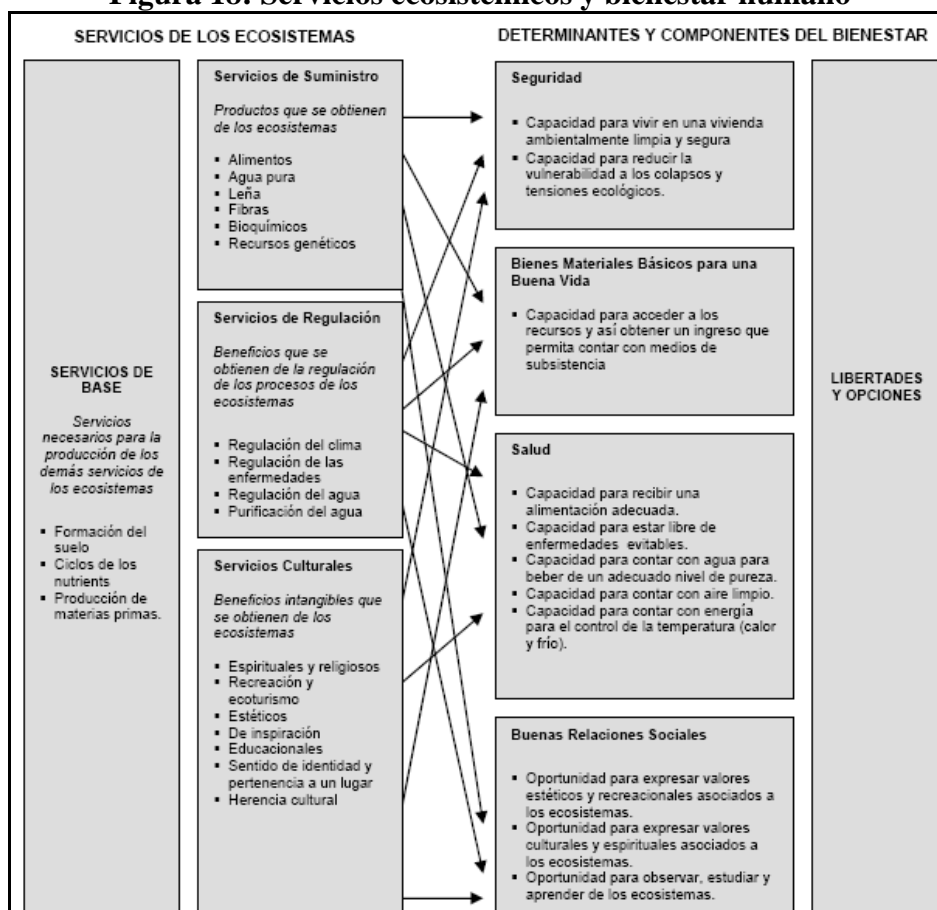 Figura 18: Servicios ecosistémicos y bienestar humano
SERVICIOS DE LOS ECOSISTEMAS
SERVICIOS DE
BASE
Servicios
necesarios para la
producción de los
demás servicios de
los ecosistemas
▪ Formación del
suelo
▪ Ciclos de los
nutrients
▪ Producción de
materias primas.
Servicios de Suministro
Productos que se obtienen
de los ecosistemas
▪ Alimentos
▪ Agua pura
▪ Leña
▪ Fibras
▪ Bioquímicos
▪ Recursos genéticos
Servicios de Regulación
Beneficios que se
obtienen de la regulación
de los procesos de los
ecosistemas
▪ Regulación del clima
▪ Regulación de las
enfermedades
▪ Regulación del agua
▪ Purificación del agua
Servicios Culturales
Beneficios intangibles que
se obtienen de los
ecosistemas
▪ Espirituales y religiosos
▪ Recreación y
ecoturismo
▪ Estéticos
▪ De inspiración
▪ Educacionales
▪ Sentido de identidad y
pertenencia a un lugar
▪ Herencia cultural
DETERMINANTES Y COMPONENTES DEL BIENESTAR
Seguridad
▪ Capacidad para vivir en una vivienda
ambientalmente limpia y segura
▪ Capacidad para reducir la
vulnerabilidad a los colapsos y
tensiones ecológicos.
Bienes Materiales Básicos para una
Buena Vida
▪ Capacidad para acceder a los
recursos y así obtener un ingreso que
permita contar con medios de
subsistencia
Salud
▪ Capacidad para recibir una
alimentación adecuada.
▪ Capacidad para estar libre de
enfermedades evitables.
▪ Capacidad para contar con agua para
beber de un adecuado nivel de pureza.
▪ Capacidad para contar con aire limpio.
▪ Capacidad para contar con energía
para el control de la temperatura (calor
y frío).
Buenas Relaciones Sociales
▪ Oportunidad para expresar valores
estéticos y recreacionales asociados a
los ecosistemas.
▪ Oportunidad para expresar valores
culturales y espirituales asociados a
los ecosistemas.
▪ Oportunidad para observar, estudiar y
aprender de los ecosistemas.
LIBERTADES
Y OPCIONES